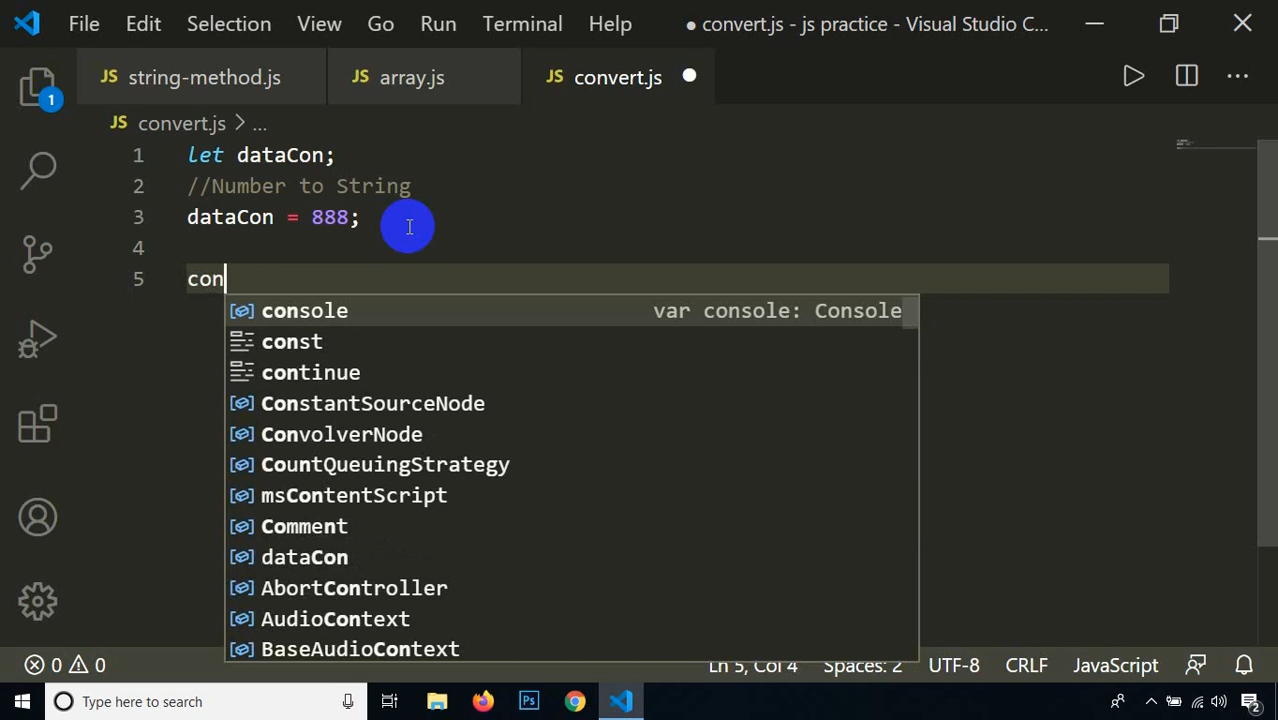 File Edit Selection View Go Run Terminal Help ● convert.js - js practice - Visual Studio C...
JS string-method.js JS array.js JS convert.js
1
JS convert.js > ...
1 let dataCon;
2 //Number to String
3 dataCon = 888;
4
5 con
console var console: Console
const
continue
ConstantSourceNode
ConvolverNode
CountQueuingStrategy
msContentScript
Comment
dataCon
AbortController
AudioContext
BaseAudioContext
0 0 Ln 5, Col 4 Spaces: 2 UTF-8 CRLF JavaScript
Type here to search Ps 2